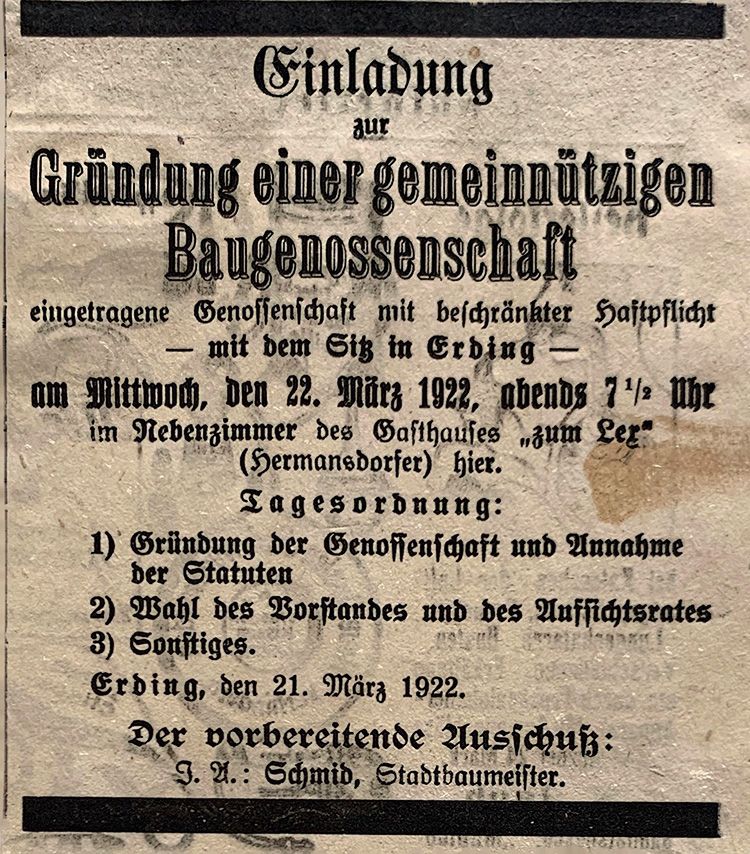 Einladung
zur
Gründung einer gemeinnützigen
Baugenossenschaft
eingetragene Genossenschaft mit beschränkter Haftpflicht
— mit dem Sitz in Erding —
am Mittwoch, den 22. März 1922, abends 7 1/2 Uhr
im Nebenzimmer des Gasthauses „zum Lex“
(Hermansdorfer) hier.
Tagesordnung:
1) Gründung der Genossenschaft und Annahme
der Statuten
2) Wahl des Vorstandes und des Aufsichtsrates
3) Sonstiges.
Erding, den 21. März 1922.
Der vorbereitende Ausschuß:
J. A.: Schmid, Stadtbaumeister.